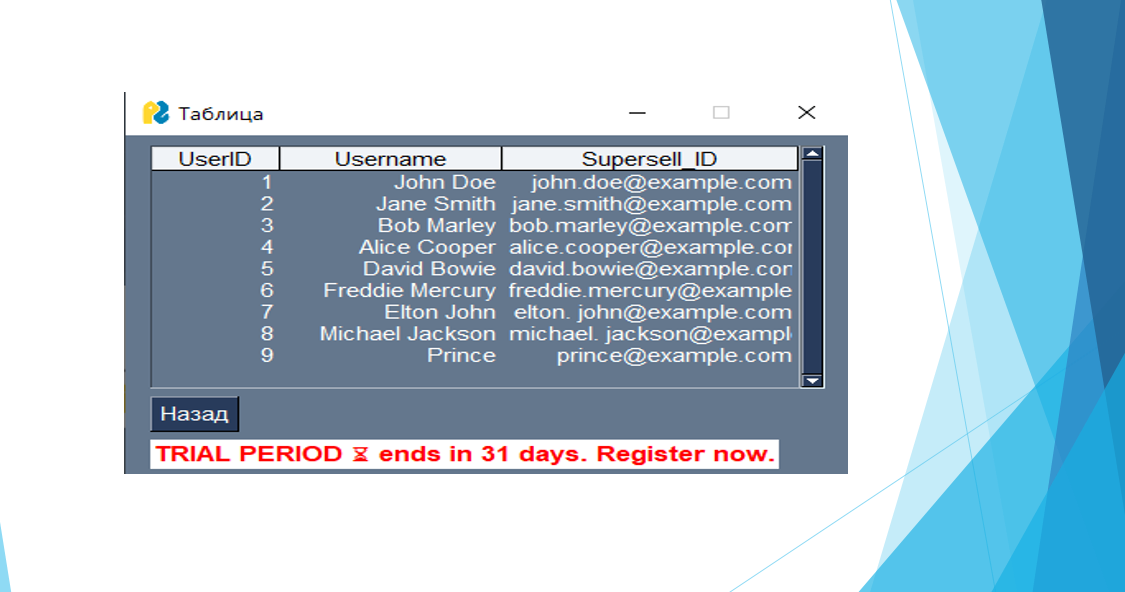 Таблица
UserID Username Supersell_ID
1 John Doe john.doe@example.com
2 Jane Smith jane.smith@example.com
3 Bob Marley bob.marley@example.com
4 Alice Cooper alice.cooper@example.cor
5 David Bowie david.bowie@example.con
6 Freddie Mercury freddie.mercury@example
7 Elton John elton. john@example.com
8 Michael Jackson michael. jackson@exampl
9 Prince prince@example.com
Назад
TRIAL PERIOD ⌛ ends in 31 days. Register now.